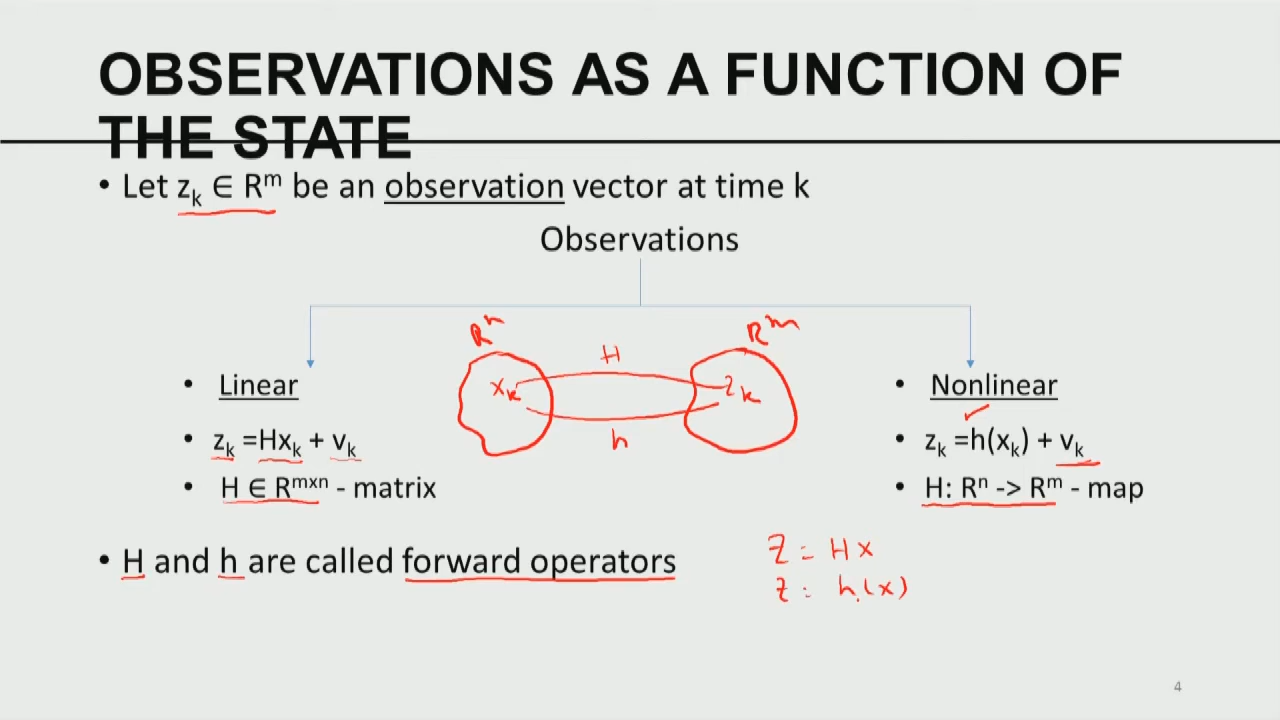 OBSERVATIONS AS A FUNCTION OF
THE STATE
• Let zₖ ∈ Rᵐ be an observation vector at time k
Observations
Rⁿ
Rᵐ
H
xₖ
zₖ
h
• Linear
• zₖ =Hxₖ + vₖ
• H ∈ Rᵐˣⁿ - matrix
• Nonlinear
• zₖ =h(xₖ) + vₖ
• H: Rⁿ -> Rᵐ - map
• H and h are called forward operators
Z = Hx
z = h(x)
4